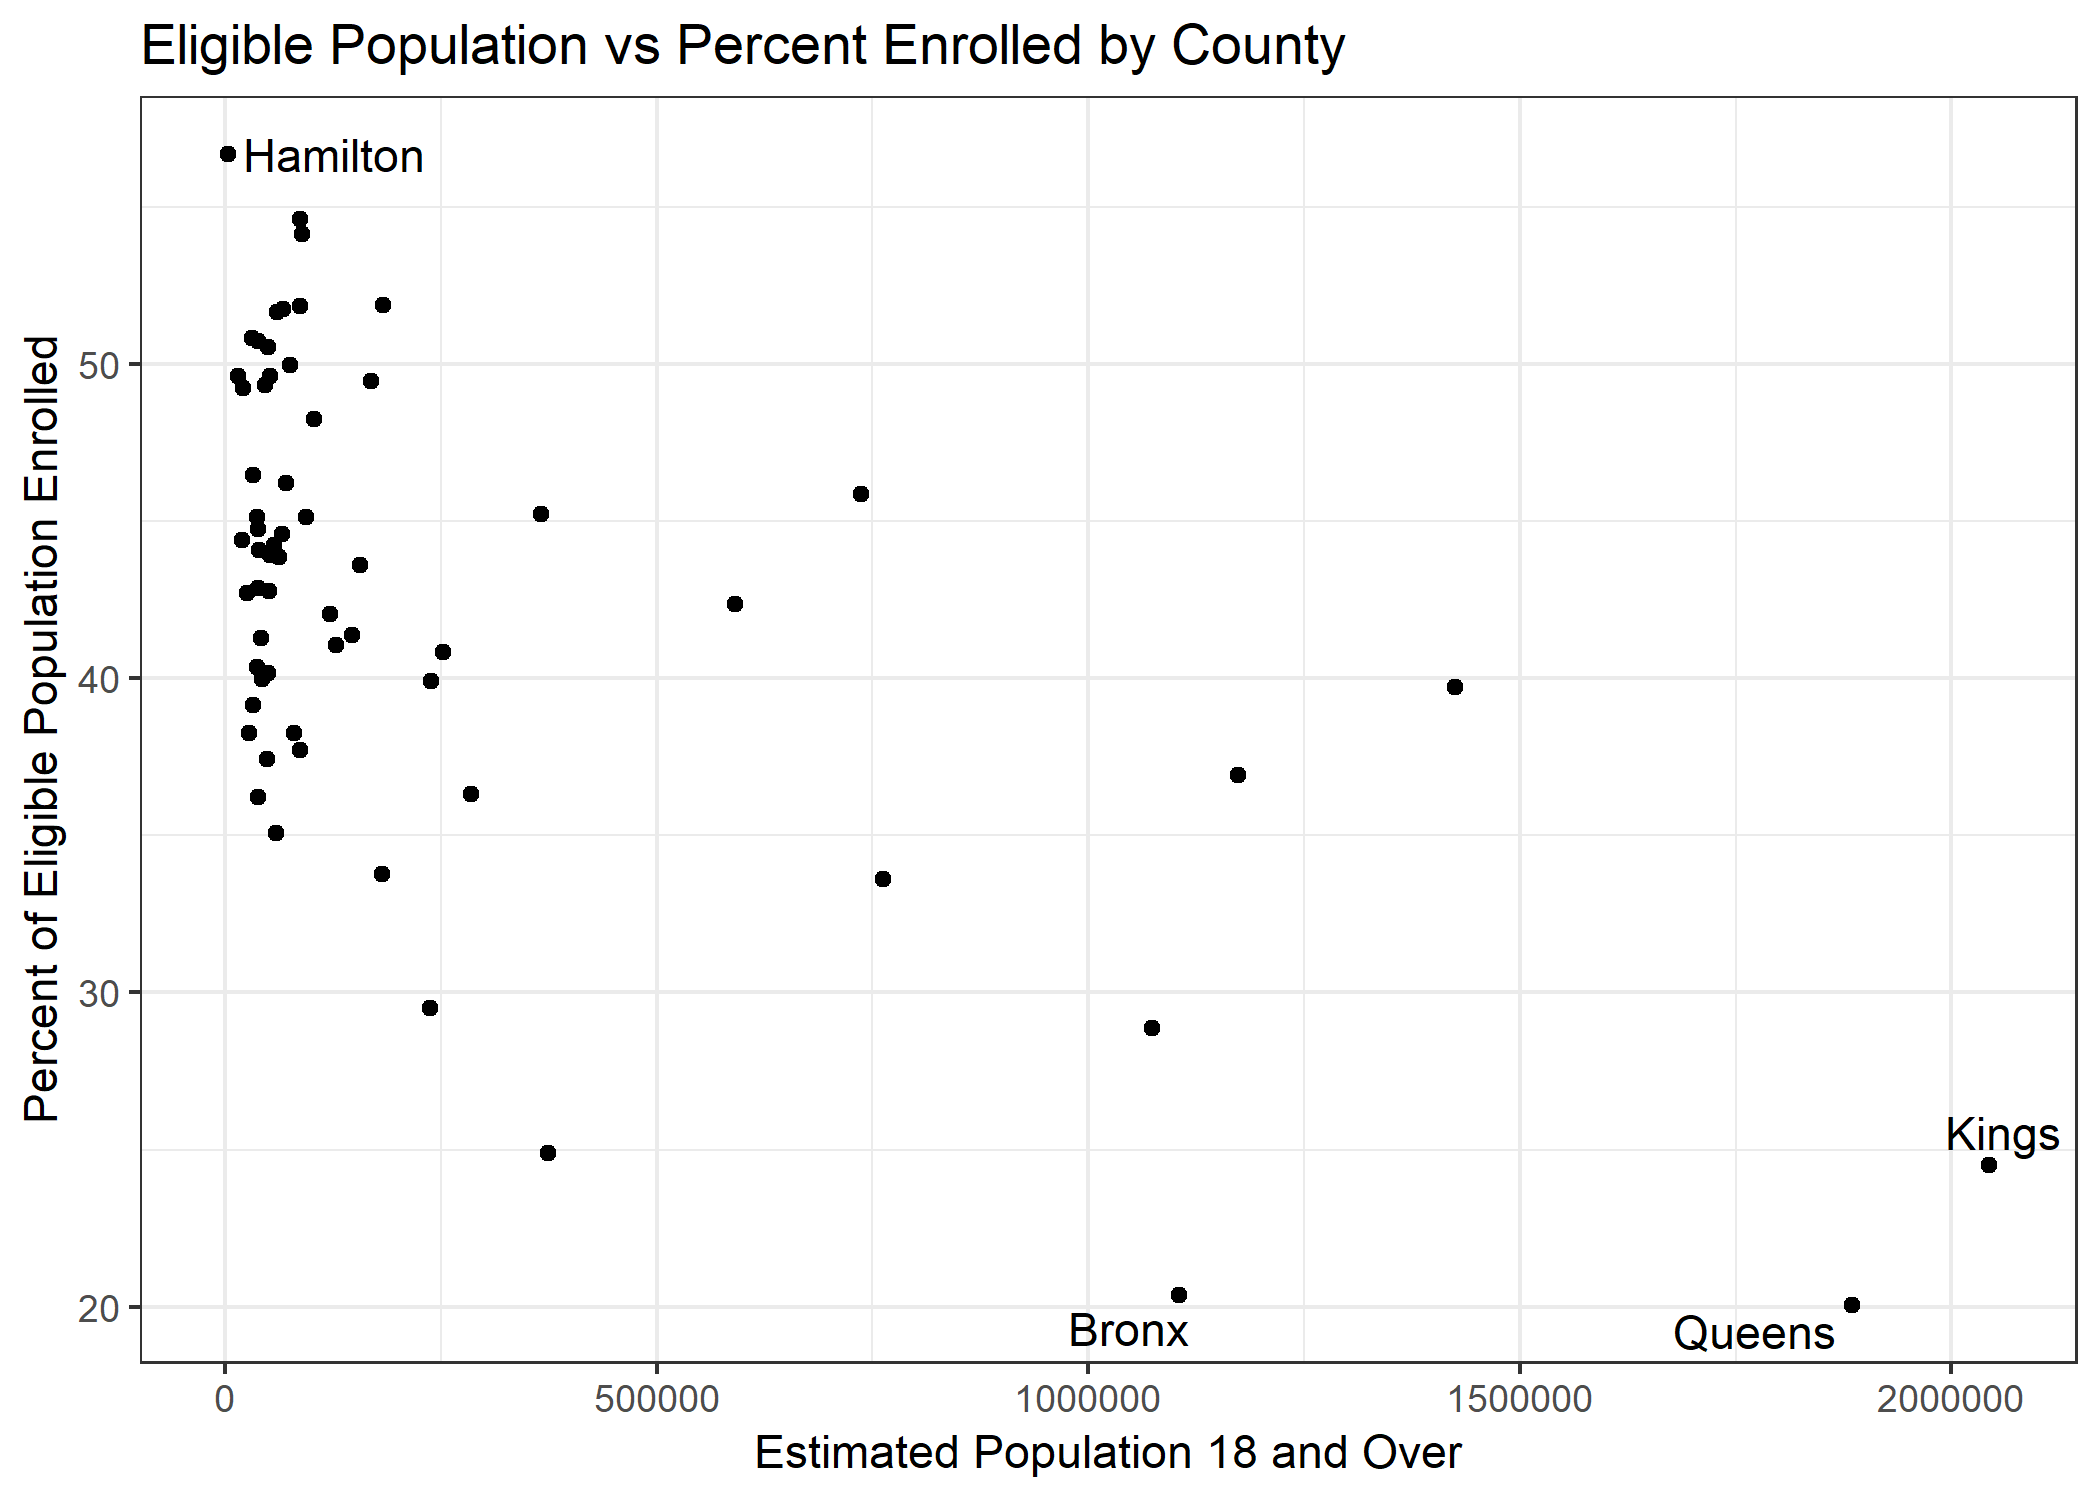 Eligible Population vs Percent Enrolled by County
Hamilton
Percent of Eligible Population Enrolled
50
40
30
20
Kings
Bronx
Queens
0
500000
1000000
1500000
2000000
Estimated Population 18 and Over